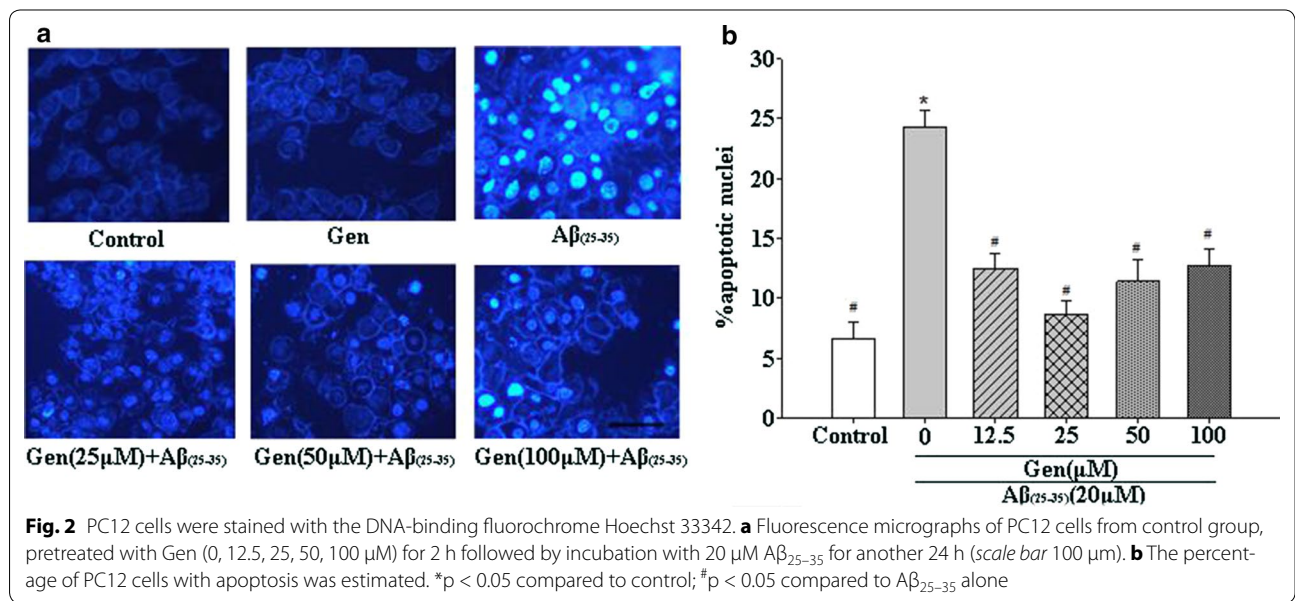 a
Control
Gen
Aβ(25-35)
Gen(25μM)+Aβ(25-35)
Gen(50μM)+Aβ(25-35)
Gen(100μM)+Aβ(25-35)
b
%apoptotic nuclei
30
25
20
15
10
5
0
*
#
#
#
#
#
Control
0
12.5
25
50
100
Gen(μM)
Aβ(25-35)(20μM)
Fig. 2 PC12 cells were stained with the DNA-binding fluorochrome Hoechst 33342. a Fluorescence micrographs of PC12 cells from control group,
pretreated with Gen (0, 12.5, 25, 50, 100 μM) for 2 h followed by incubation with 20 μM Aβ25–35 for another 24 h (scale bar 100 μm). b The percent-
age of PC12 cells with apoptosis was estimated. *p < 0.05 compared to control; #p < 0.05 compared to Aβ25–35 alone